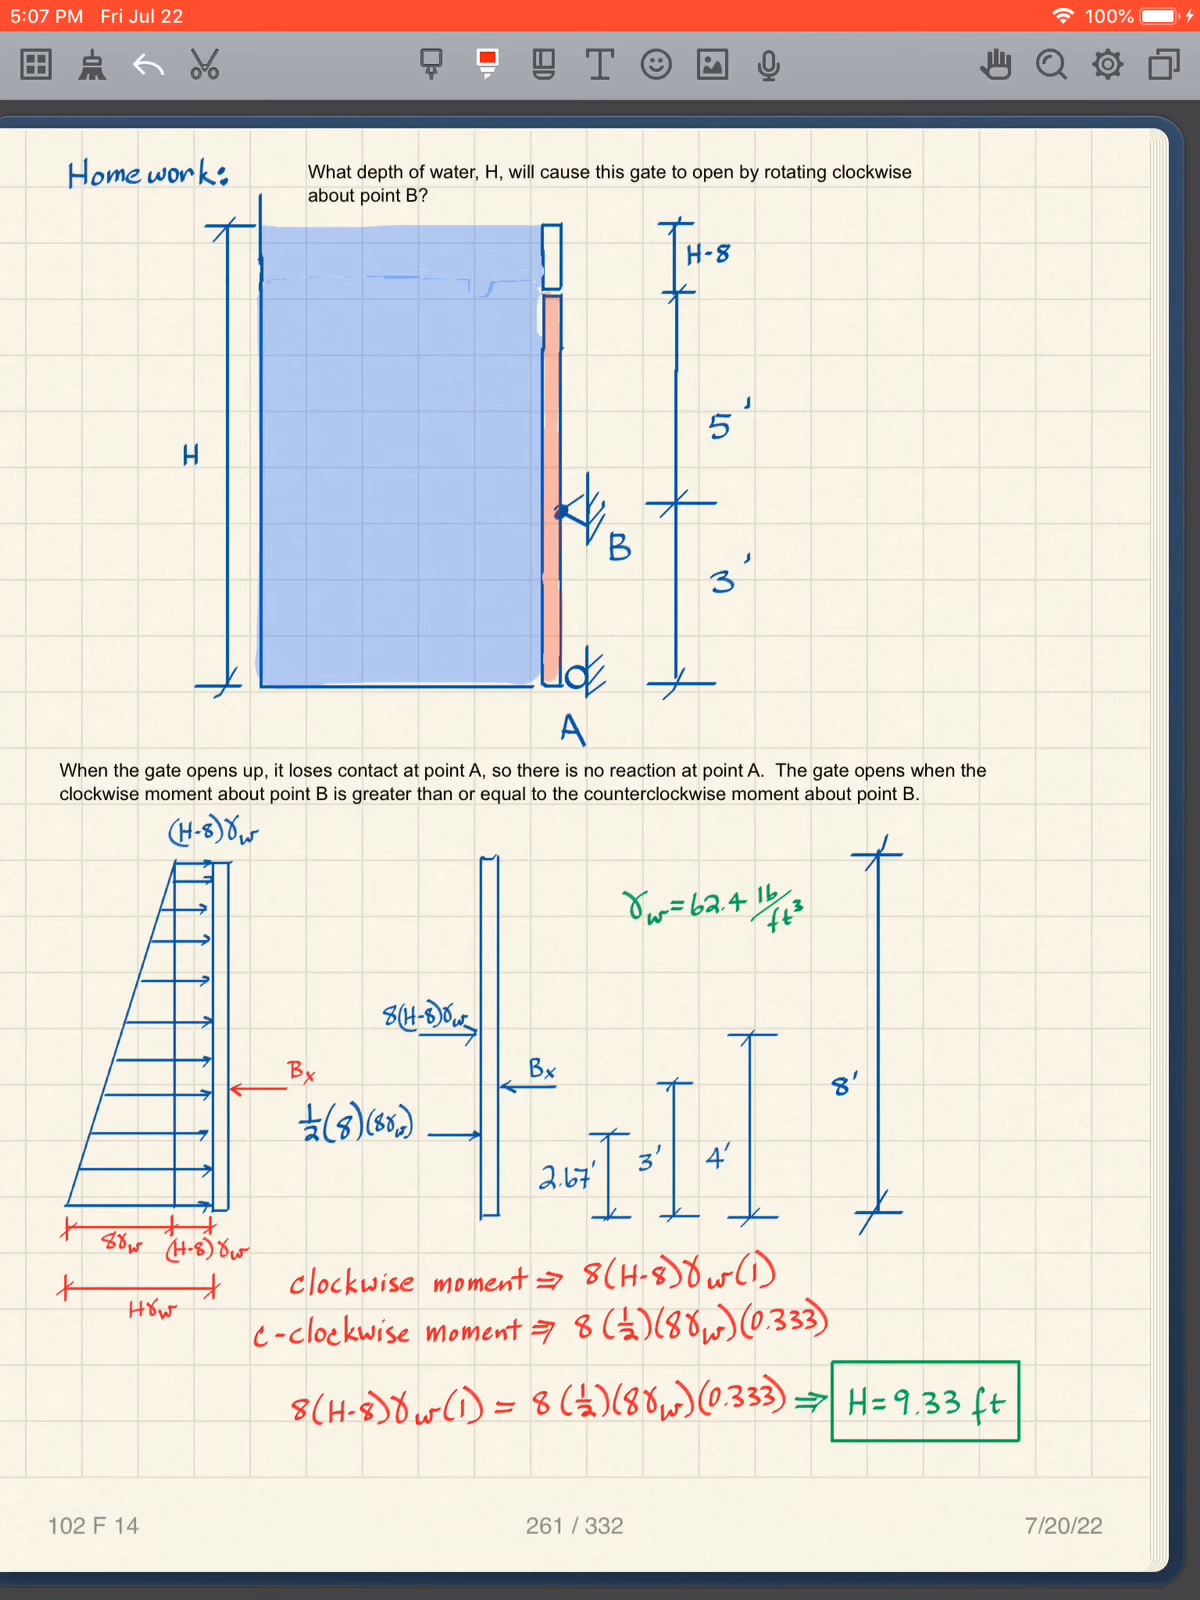 5:07 PM Fri Jul 22
100%
Homework:
What depth of water, H, will cause this gate to open by rotating clockwise
about point B?
H-8
5'
H
B
3'
A
When the gate opens up, it loses contact at point A, so there is no reaction at point A. The gate opens when the
clockwise moment about point B is greater than or equal to the counterclockwise moment about point B.
(H-8)γw
γw=62.4 lb/ft³
8(H-8)γw
Bx
Bx
8'
½(8)(8γw)
2.67'
3'
4'
8γw (H-8)γw
Hγw
clockwise moment ⇒ 8(H-8)γw(1)
c-clockwise moment ⇒ 8(½)(8γw)(0.333)
8(H-8)γw(1) = 8(½)(8γw)(0.333) ⇒ H=9.33 ft
102 F 14
261 / 332
7/20/22